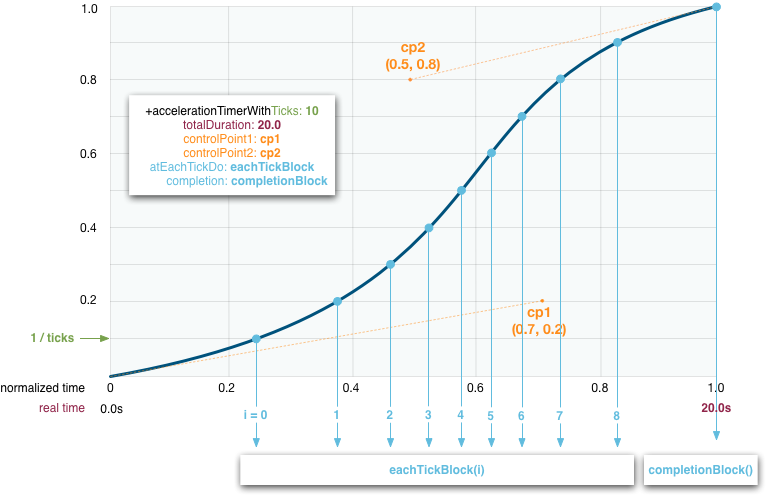 1.0
cp2
(0.5, 0.8)
0.8
+accelerationTimerWithTicks: 10
totalDuration: 20.0
controlPoint1: cp1
controlPoint2: cp2
atEachTickDo: eachTickBlock
completion: completionBlock
0.6
0.4
0.2
cp1
(0.7, 0.2)
1 / ticks
normalized time 0 0.2 0.4 0.6 0.8 1.0
real time 0.0s i = 0 1 2 3 4 5 6 7 8 20.0s
eachTickBlock(i) completionBlock()